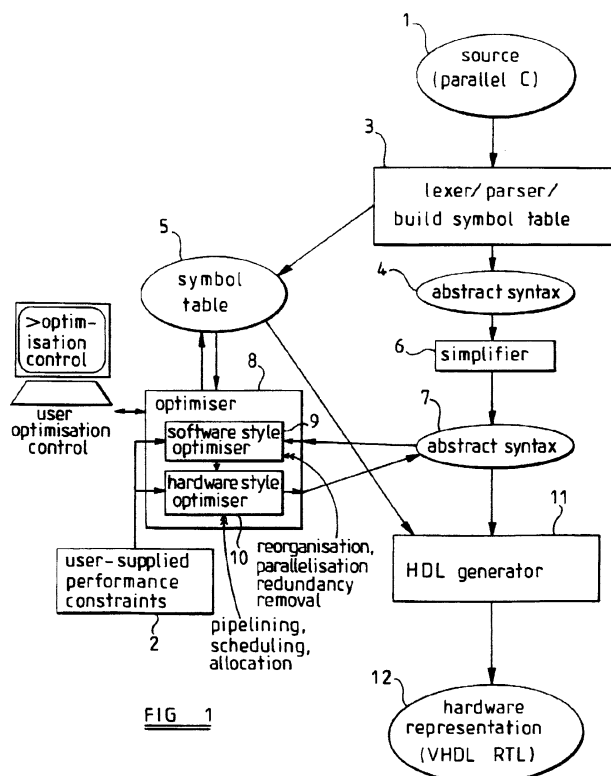 1
source
(parallel C)
3
lexer/parser/
build symbol table
5
symbol
table
4
abstract syntax
6
simplifier
>optim-
isation
control
user
optimisation
control
8
optimiser
9
software style
optimiser
hardware style
optimiser
10
7
abstract syntax
reorganisation,
parallelisation
redundancy
removal
11
HDL generator
user-supplied
performance
constraints
2
pipelining,
scheduling,
allocation
12
hardware
representation
(VHDL RTL)
FIG 1